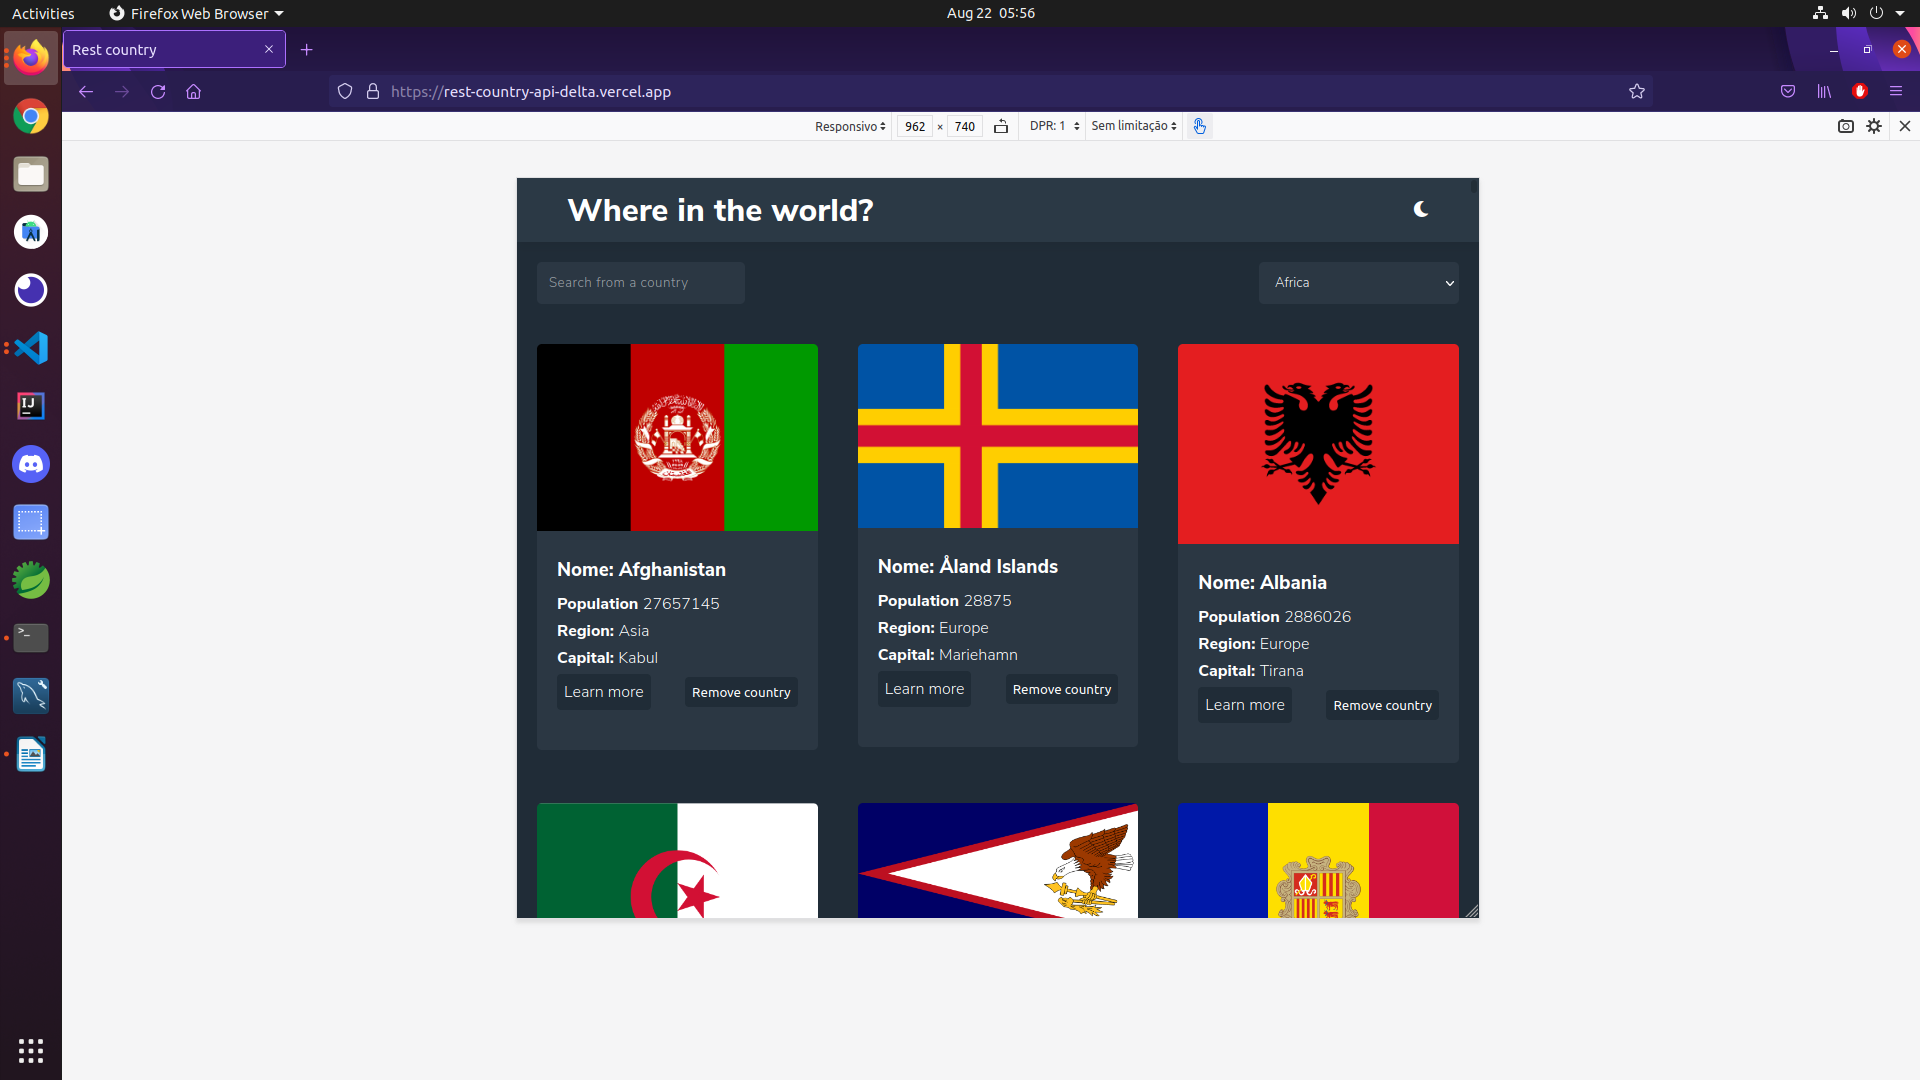 Activities
Firefox Web Browser
Aug 22 05:56
Rest country
https://rest-country-api-delta.vercel.app
Responsivo
962 × 740
DPR: 1
Sem limitação
Where in the world?
Search from a country
Africa
Nome: Afghanistan
Population 27657145
Region: Asia
Capital: Kabul
Learn more
Remove country
Nome: Åland Islands
Population 28875
Region: Europe
Capital: Mariehamn
Learn more
Remove country
Nome: Albania
Population 2886026
Region: Europe
Capital: Tirana
Learn more
Remove country